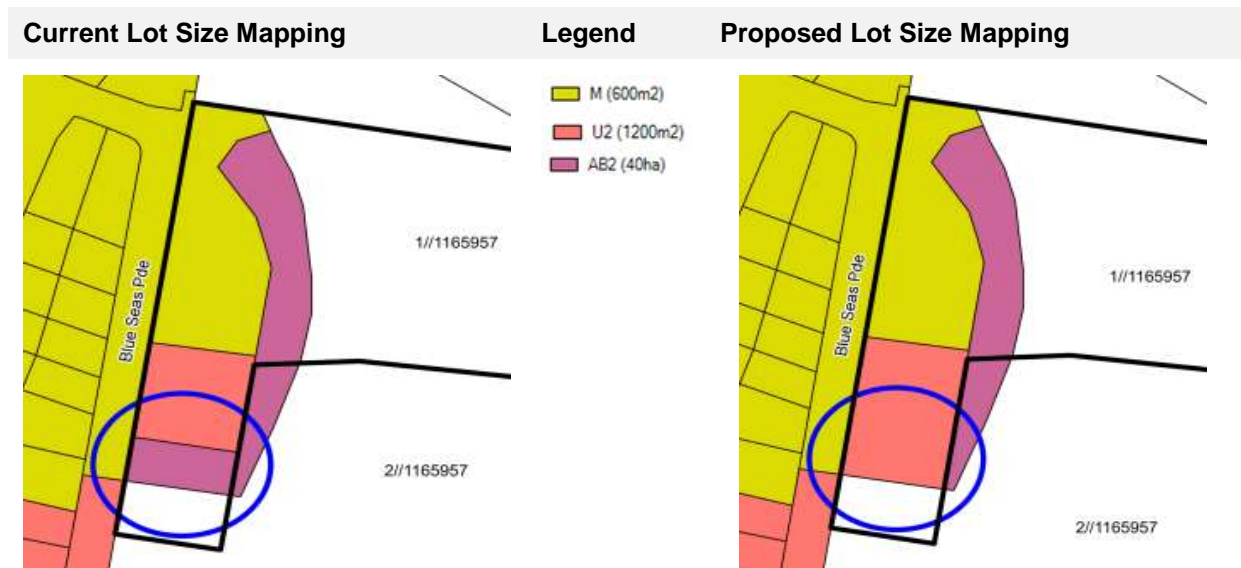 Current Lot Size Mapping Legend Proposed Lot Size Mapping
M (600m2)
U2 (1200m2)
AB2 (40ha)
1//1165957
Blue Seas Pde
2//1165957
1//1165957
Blue Seas Pde
2//1165957